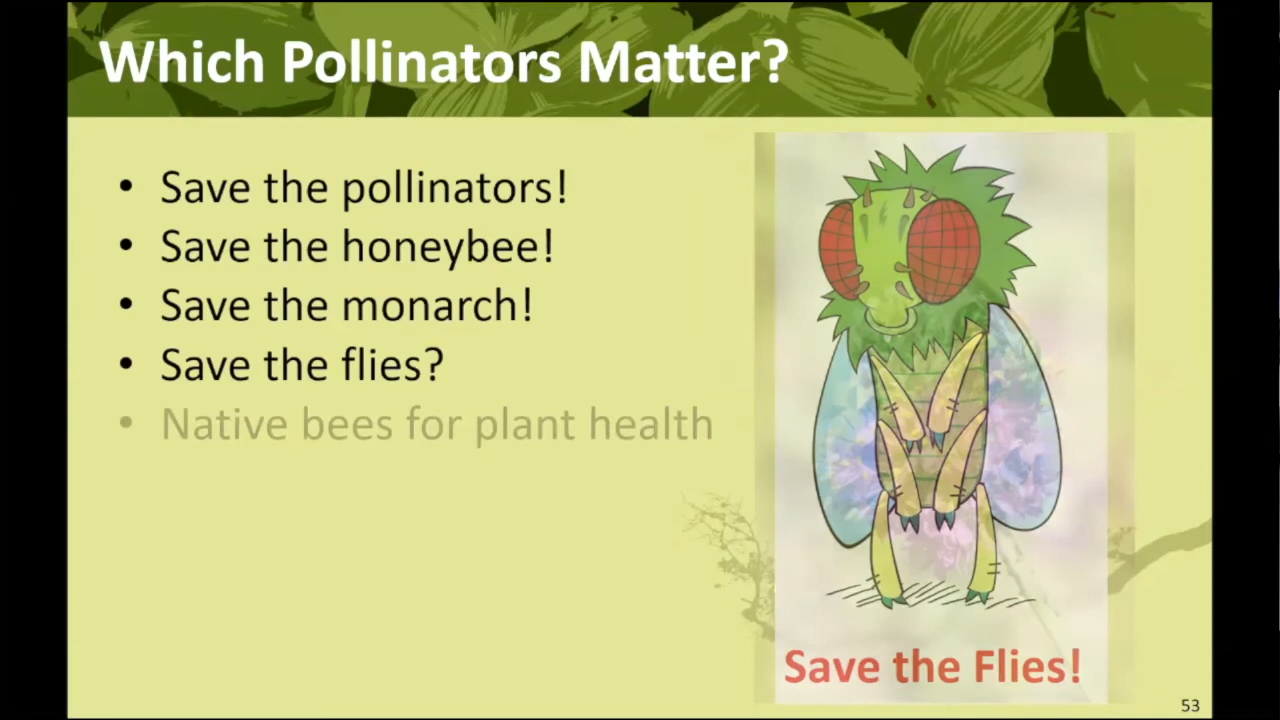 Which Pollinators Matter?
• Save the pollinators!
• Save the honeybee!
• Save the monarch!
• Save the flies?
• Native bees for plant health
Save the Flies!
53